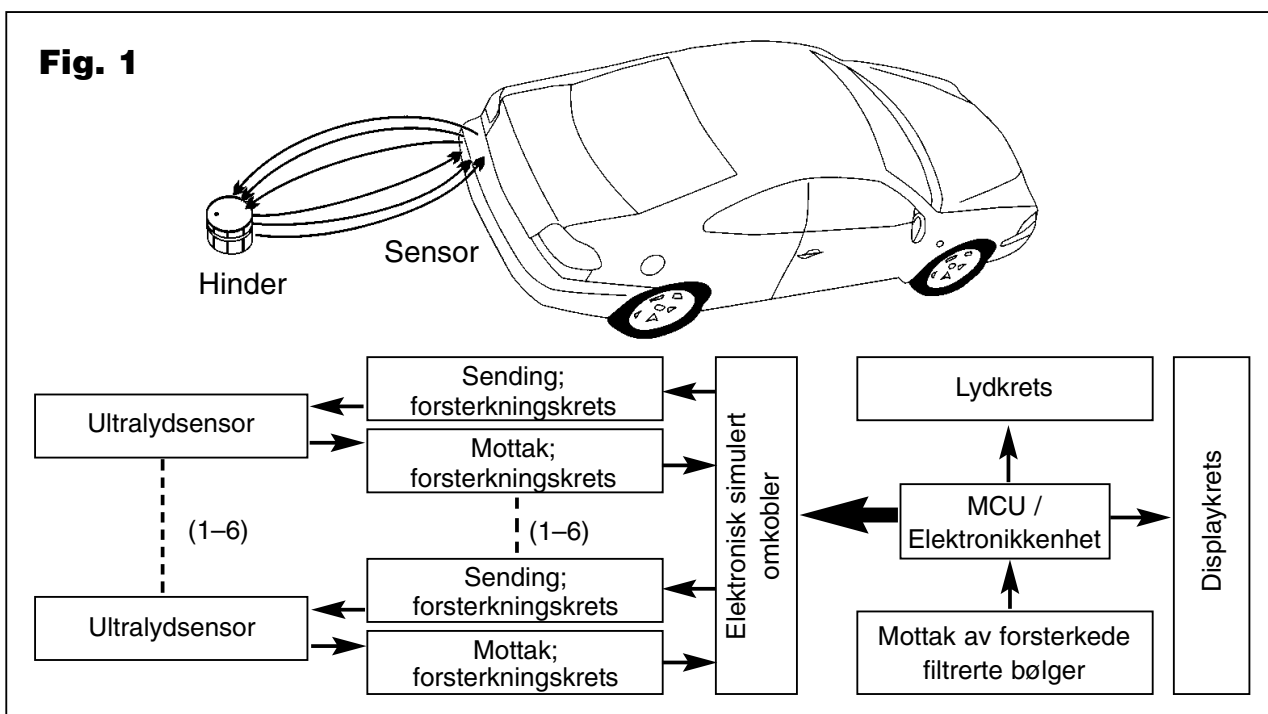 Fig. 1
Sensor
Hinder
Ultralydsensor
(1–6)
Ultralydsensor
Sending;
forsterkningskrets
Mottak;
forsterkningskrets
(1–6)
Sending;
forsterkningskrets
Mottak;
forsterkningskrets
Elektronisk simulert
omkobler
Lydkrets
MCU /
Elektronikkenhet
Mottak av forsterkede
filtrerte bølger
Displaykrets